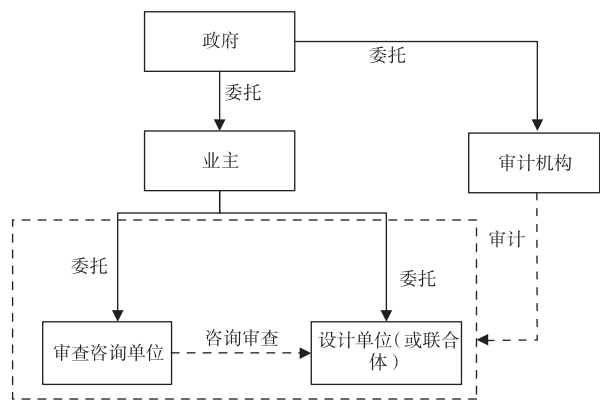 政府
委托
委托
业主
审计机构
审计
委托
委托
审查咨询单位
咨询审查
设计单位(或联合
体)